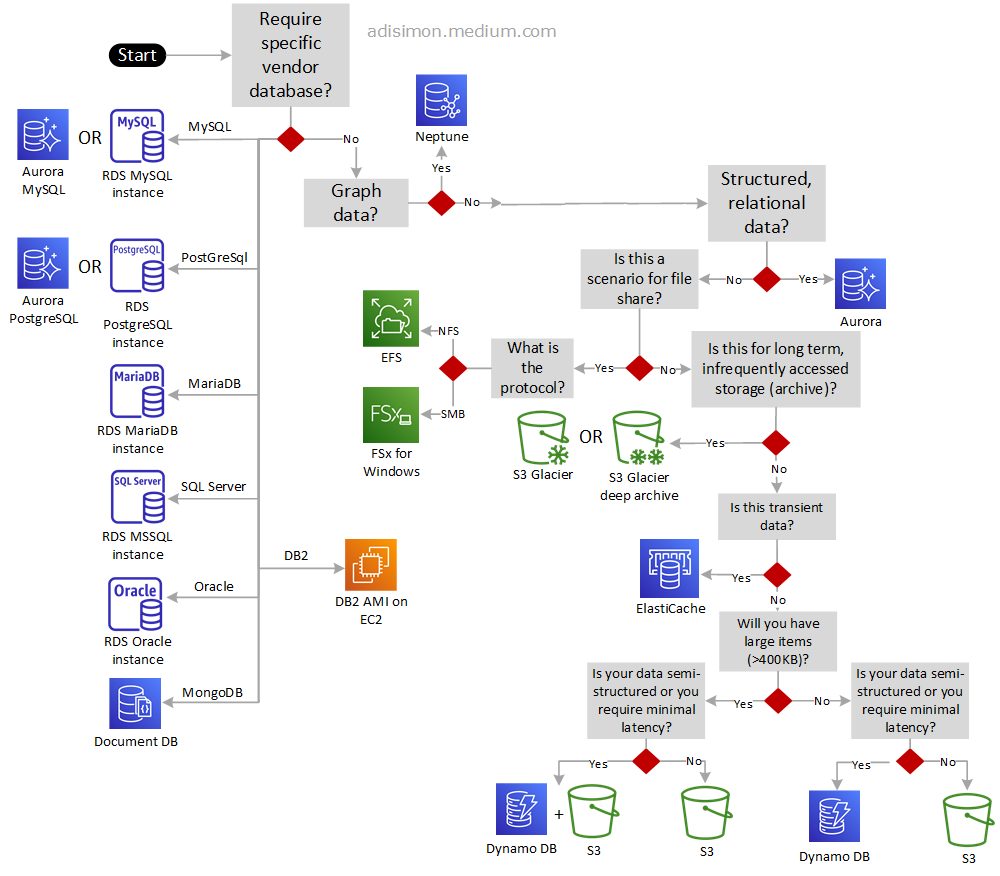 adisimon.medium.com
Start
Require
specific
vendor
database?
MySQL
No
Aurora
MySQL
OR
MySQL
RDS MySQL
instance
Graph
data?
Neptune
Yes
No
Structured,
relational
data?
No
Yes
Aurora
PostGreSql
Aurora
PostgreSQL
OR
PostgreSQL
RDS
PostgreSQL
instance
Is this a
scenario for file
share?
Yes
No
What is
the
protocol?
NFS
EFS
SMB
FSx
FSx for
Windows
Is this for long term,
infrequently accessed
storage (archive)?
Yes
No
S3 Glacier
OR
S3 Glacier
deep archive
MariaDB
MariaDB
RDS MariaDB
instance
SQL Server
SQL Server
RDS MSSQL
instance
DB2
DB2 AMI on
EC2
Oracle
Oracle
RDS Oracle
instance
MongoDB
Document DB
Is this transient
data?
Yes
No
ElastiCache
Will you have
large items
(>400KB)?
Yes
No
Is your data semi-
structured or you
require minimal
latency?
Yes
No
Dynamo DB
+
S3
S3
Is your data semi-
structured or you
require minimal
latency?
Yes
No
Dynamo DB
S3